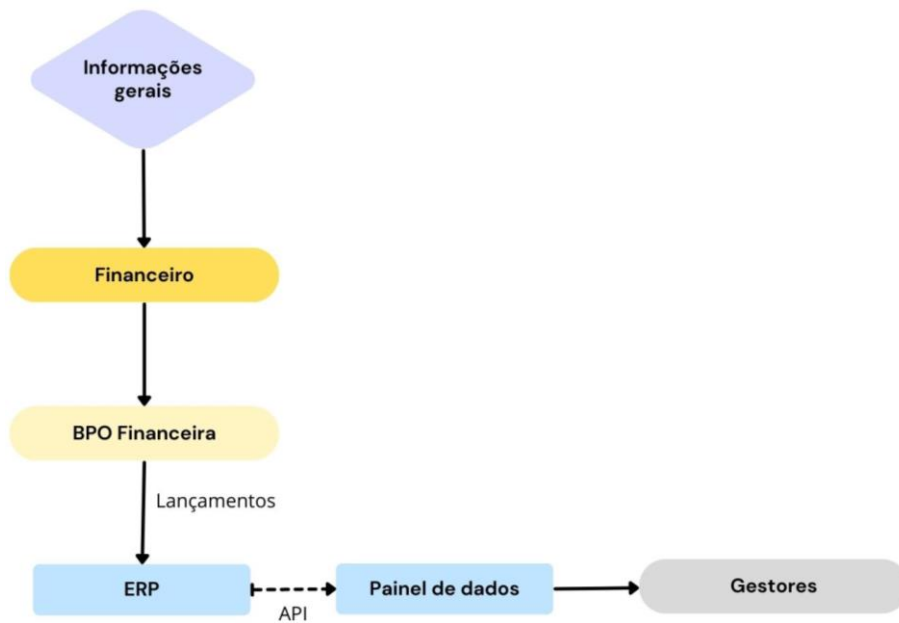 Informações
gerais
Financeiro
BPO Financeira
Lançamentos
ERP
API
Painel de dados
Gestores